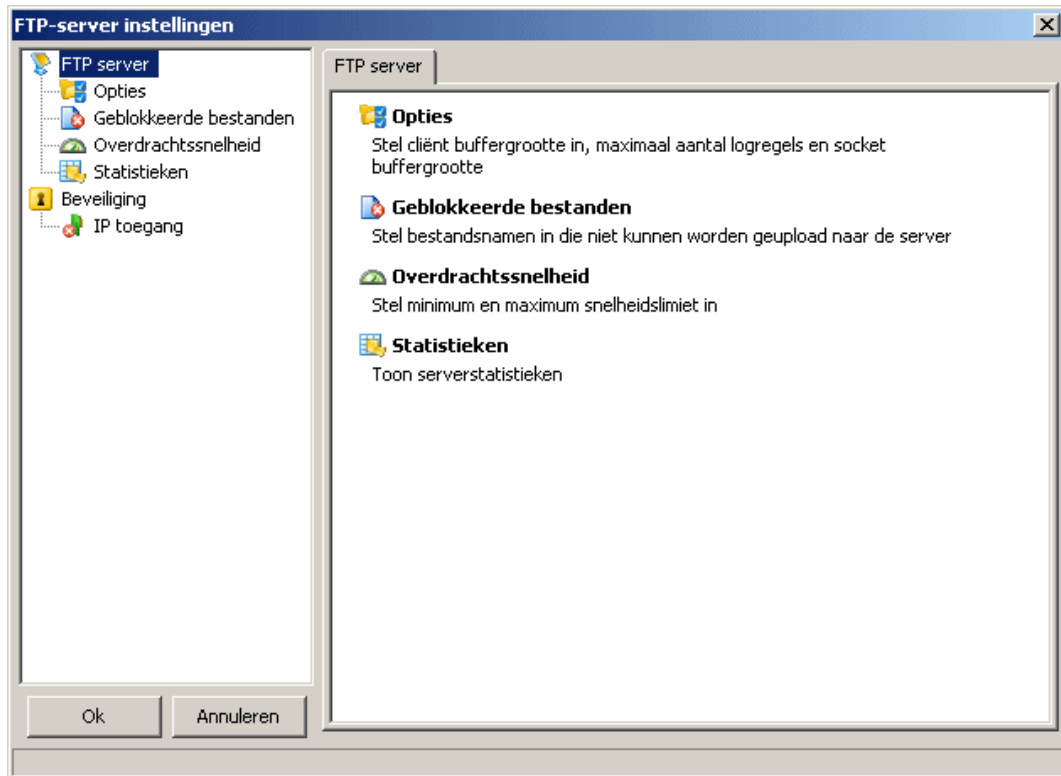 FTP-server instellingen
FTP server
Opties
Geblokkeerde bestanden
Overdrachtssnelheid
Statistieken
Beveiliging
IP toegang
Ok
Annuleren
FTP server
Opties
Stel cliënt buffergrootte in, maximaal aantal logregels en socket
buffergrootte
Geblokkeerde bestanden
Stel bestandsnamen in die niet kunnen worden geupload naar de server
Overdrachtssnelheid
Stel minimum en maximum snelheidslimiet in
Statistieken
Toon serverstatistieken